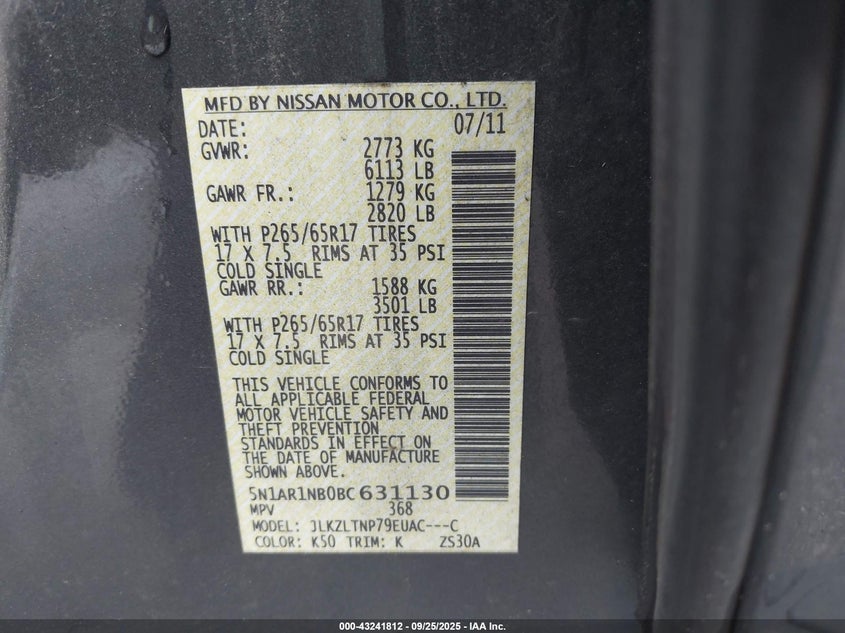 MFD BY NISSAN MOTOR CO., LTD.
DATE: 07/11
GVWR: 2773 KG
6113 LB
GAWR FR.: 1279 KG
2820 LB
WITH P265/65R17 TIRES
17 X 7.5 RIMS AT 35 PSI
COLD SINGLE
GAWR RR.: 1588 KG
3501 LB
WITH P265/65R17 TIRES
17 X 7.5 RIMS AT 35 PSI
COLD SINGLE
THIS VEHICLE CONFORMS TO
ALL APPLICABLE FEDERAL
MOTOR VEHICLE SAFETY AND
THEFT PREVENTION
STANDARDS IN EFFECT ON
THE DATE OF MANUFACTURE
SHOWN ABOVE.
5N1AR1NB0BC631130
MPV 368
MODEL: JLKZLTNP79EUAC---C
COLOR: K50 TRIM: K ZS30A
000-43241812 - 09/25/2025 - IAA Inc.